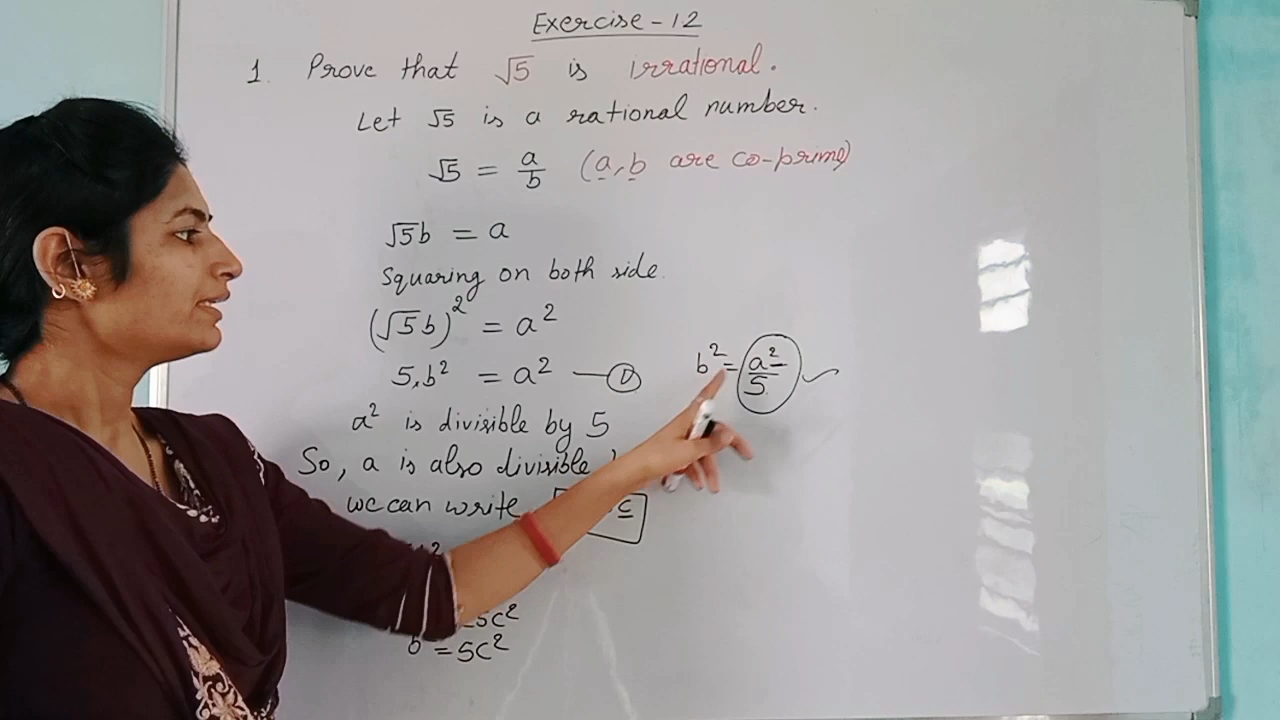 Exercise - 12
1. Prove that √5 is irrational.
Let √5 is a rational number.
√5 = a/b (a, b are co-prime)
√5b = a
Squaring on both side.
(√5b)² = a²
5.b² = a² — ①
b² = a²/5
a² is divisible by 5
So, a is also divisible
we can write c
5c²
b = 5c²